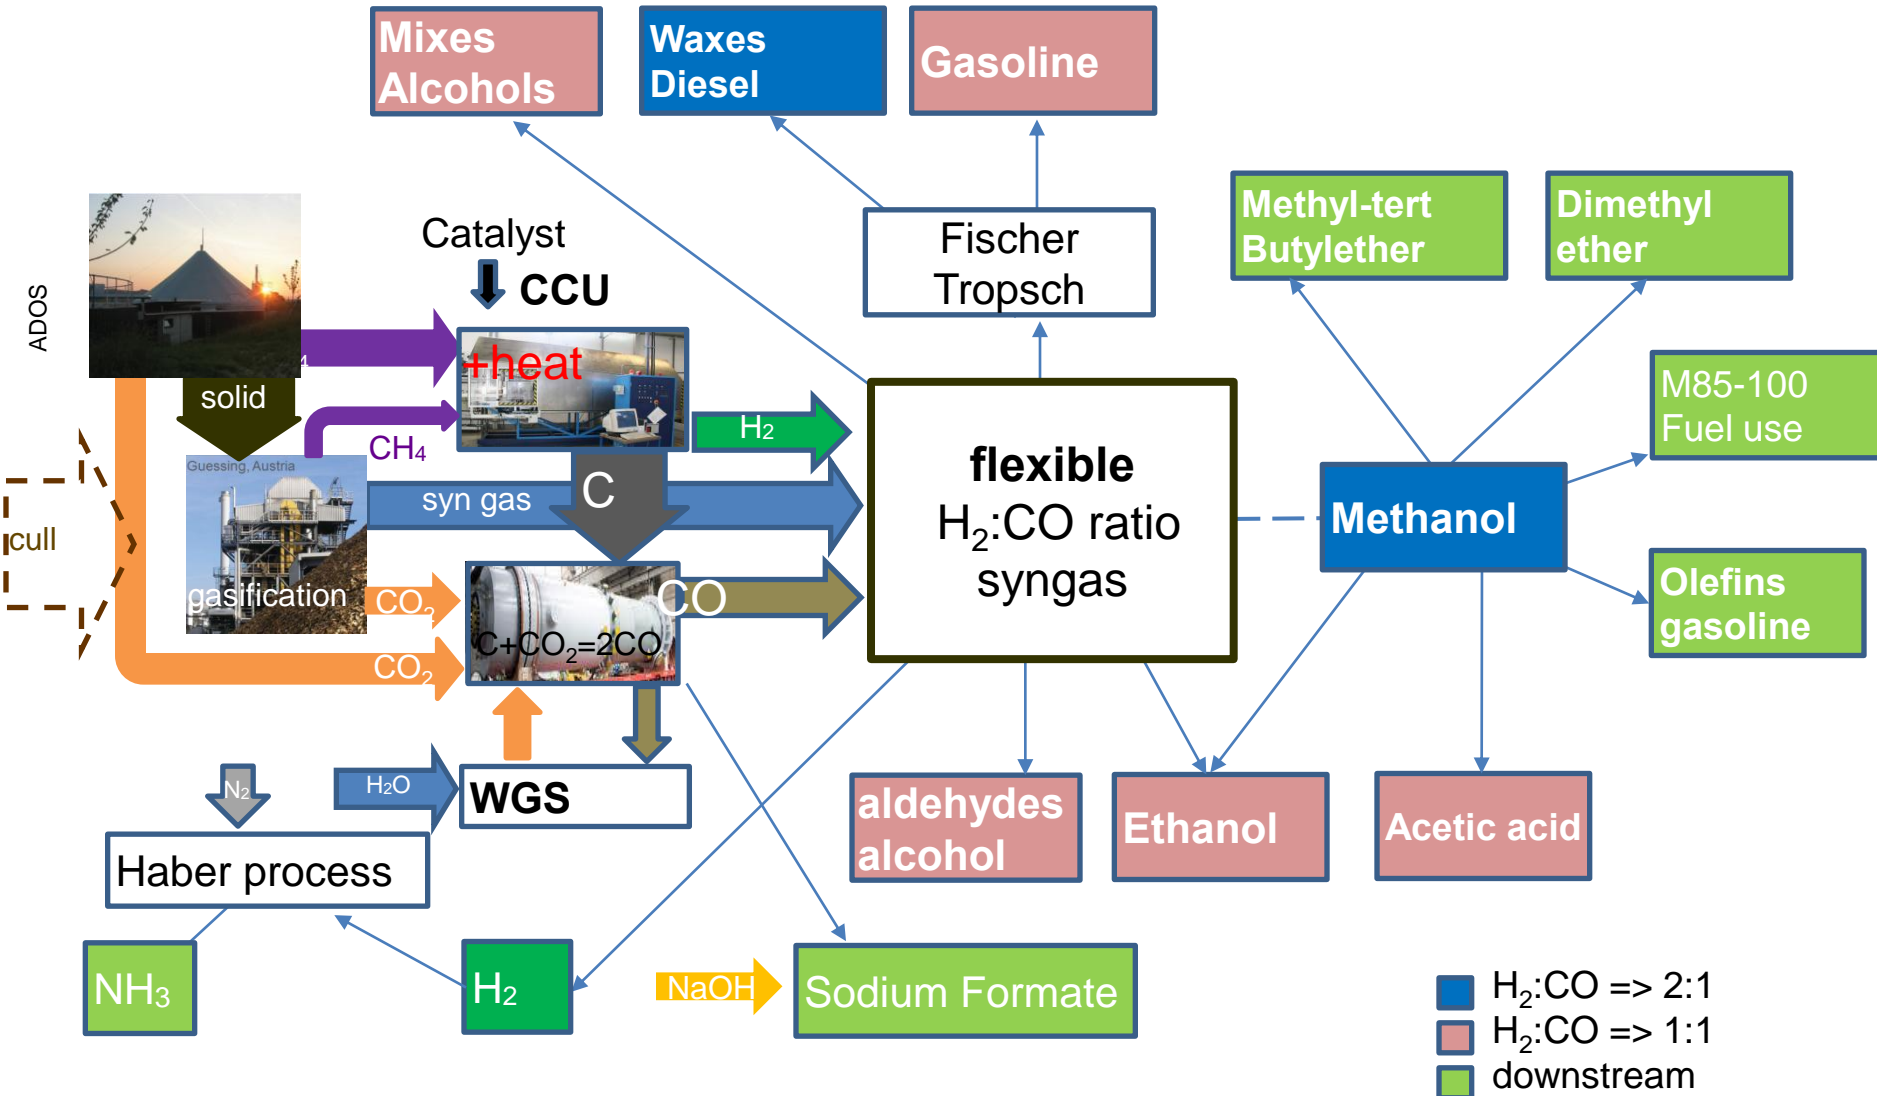 Mixes
Alcohols
Waxes
Diesel
Gasoline
Methyl-tert
Butylether
Dimethyl
ether
Fischer
Tropsch
Catalyst
CCU
ADOS
4
+heat
solid
CH4
H2
M85-100
Fuel use
Guessing, Austria
syn gas
C
flexible
H2:CO ratio
syngas
Methanol
cull
gasification
CO2
CO
C+CO2=2CO
CO2
Olefins
gasoline
N2
H2O
WGS
aldehydes
alcohol
Ethanol
Acetic acid
Haber process
NH3
H2
NaOH
Sodium Formate
H2:CO => 2:1
H2:CO => 1:1
downstream